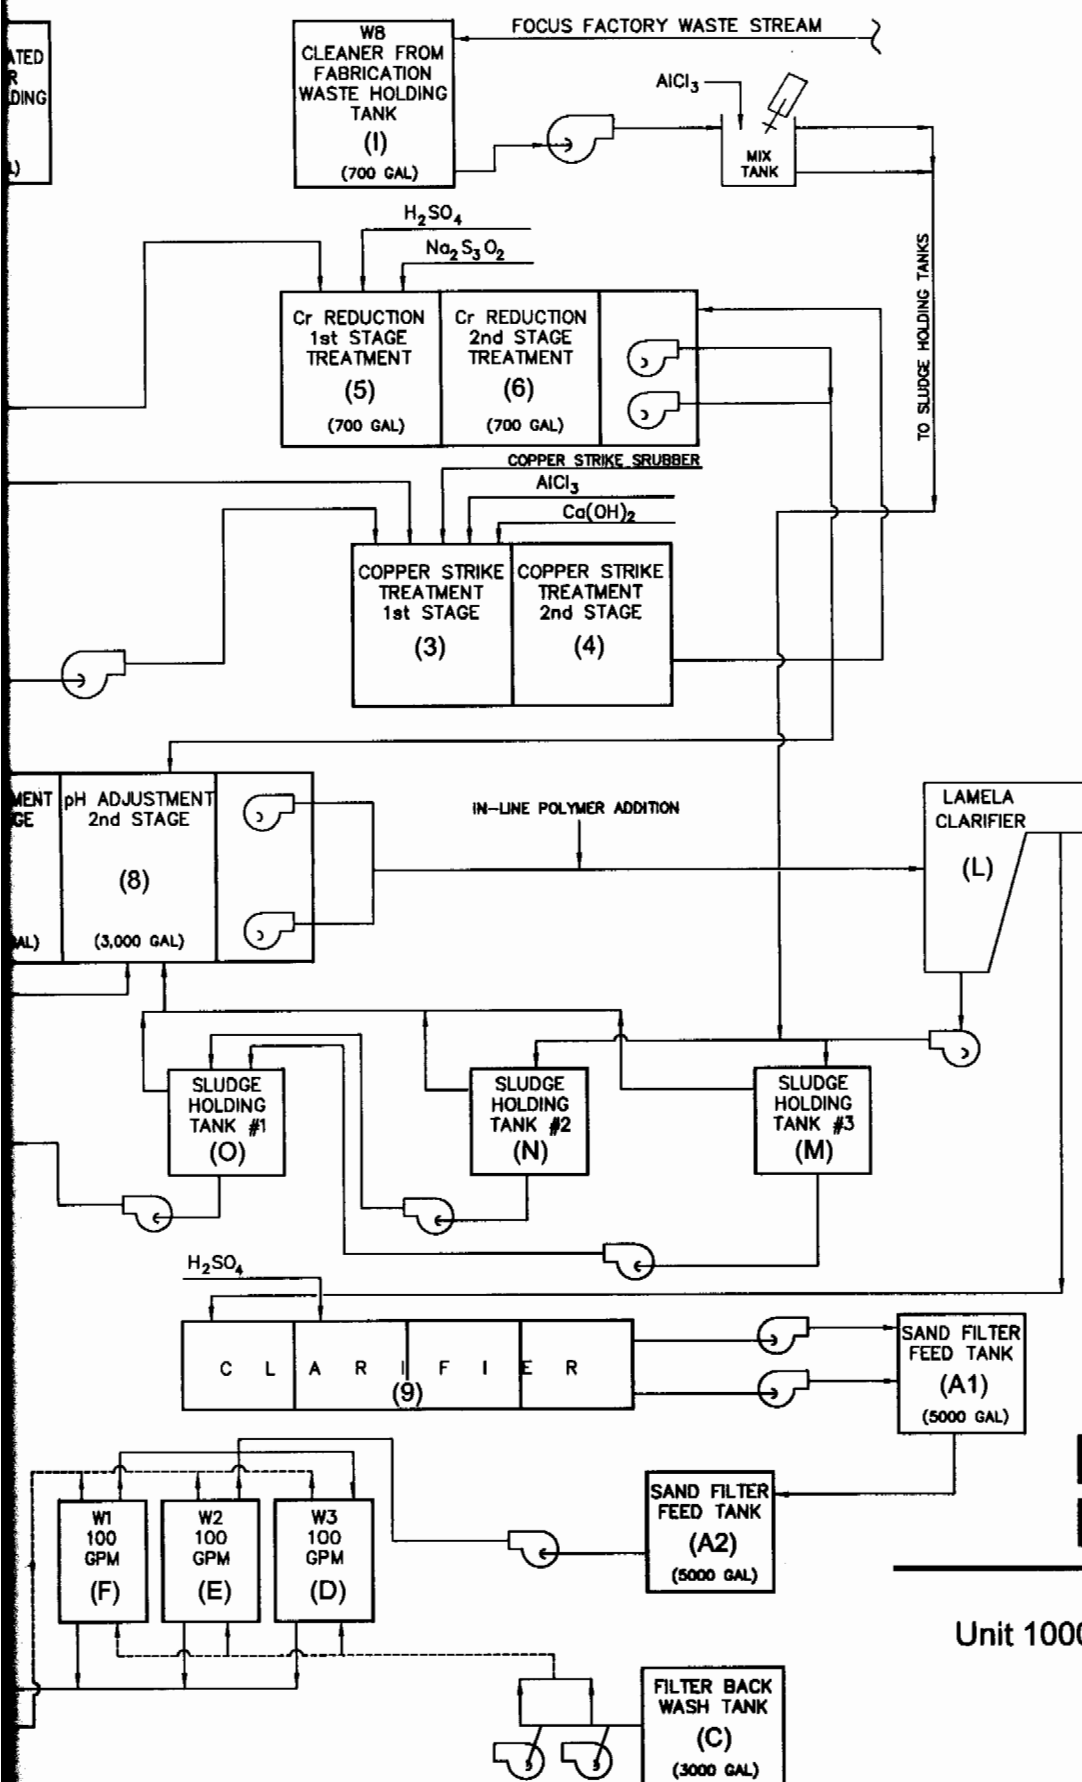 FOCUS FACTORY WASTE STREAM
W8
CLEANER FROM
FABRICATION
WASTE HOLDING
TANK
(1)
(700 GAL)
AlCl3
MIX
TANK
TO SLUDGE HOLDING TANKS
H2SO4
Na2S3O2
Cr REDUCTION
1st STAGE
TREATMENT
(5)
(700 GAL)
Cr REDUCTION
2nd STAGE
TREATMENT
(6)
(700 GAL)
COPPER STRIKE SRUBBER
AlCl3
Ca(OH)2
COPPER STRIKE
TREATMENT
1st STAGE
(3)
COPPER STRIKE
TREATMENT
2nd STAGE
(4)
pH ADJUSTMENT
2nd STAGE
(8)
(3,000 GAL)
IN-LINE POLYMER ADDITION
LAMELA
CLARIFIER
(L)
SLUDGE
HOLDING
TANK #1
(O)
SLUDGE
HOLDING
TANK #2
(N)
SLUDGE
HOLDING
TANK #3
(M)
H2SO4
CLARIFIER
(9)
SAND FILTER
FEED TANK
(A1)
(5000 GAL)
SAND FILTER
FEED TANK
(A2)
(5000 GAL)
W1
100
GPM
(F)
W2
100
GPM
(E)
W3
100
GPM
(D)
Unit 1000
FILTER BACK
WASH TANK
(C)
(3000 GAL)